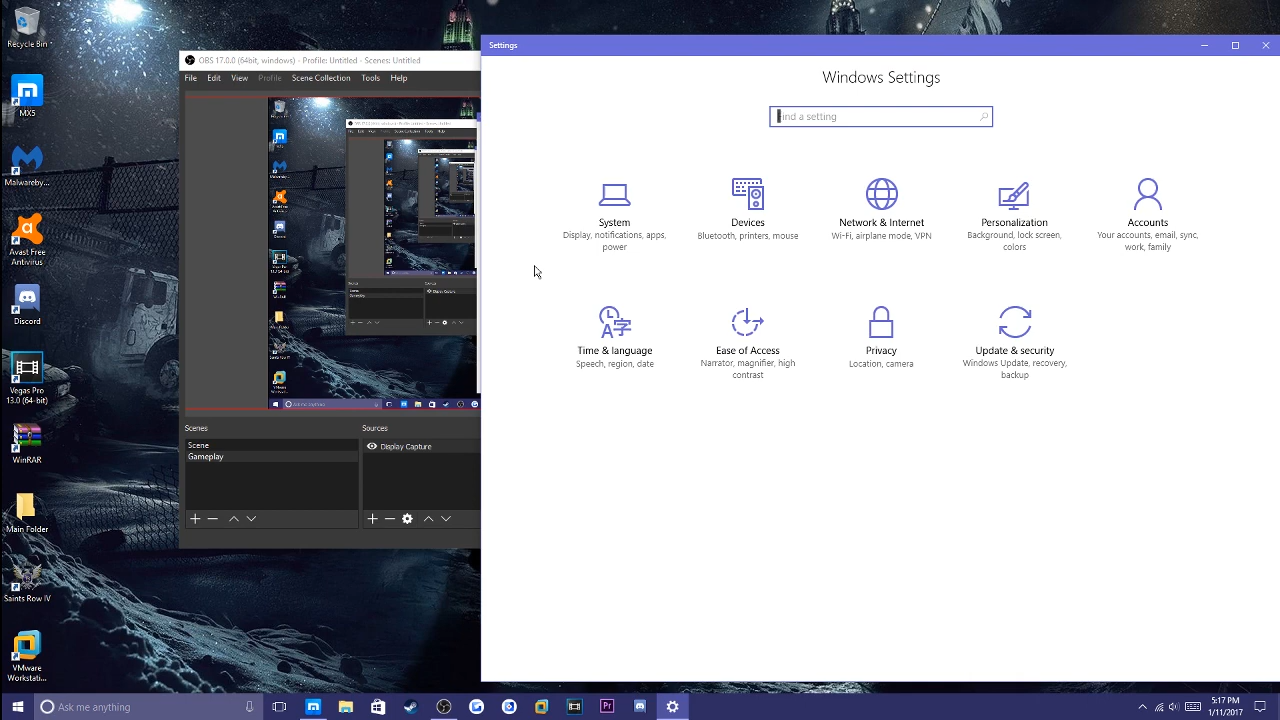 Recycle Bin
MX5
Malwareby...
Avast Free
Antivirus
Discord
Vegas Pro
13.0 (64-bit)
WinRAR
Main Folder
Saints Row IV
VMware
Workstati...
OBS 17.0.0 (64bit, windows) - Profile: Untitled - Scenes: Untitled
File Edit View Profile Scene Collection Tools Help
Scenes
Scene
Gameplay
Sources
Display Capture
Settings
Windows Settings
Find a setting
System
Display, notifications, apps,
power
Devices
Bluetooth, printers, mouse
Network & Internet
Wi-Fi, airplane mode, VPN
Personalization
Background, lock screen,
colors
Accounts
Your accounts, email, sync,
work, family
Time & language
Speech, region, date
Ease of Access
Narrator, magnifier, high
contrast
Privacy
Location, camera
Update & security
Windows Update, recovery,
backup
Ask me anything
Pr
5:17 PM
1/11/2017